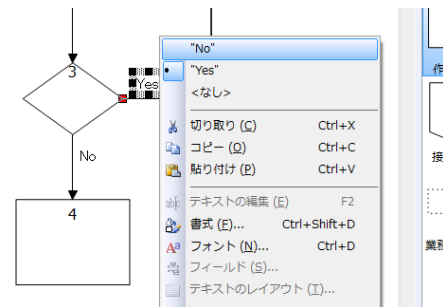 3
Yes
No
4
"No"
"Yes"
<なし>
切り取り (C) Ctrl+X
コピー (O) Ctrl+C
貼り付け (P) Ctrl+V
テキストの編集 (E) F2
書式 (F)... Ctrl+Shift+D
フォント (N)... Ctrl+D
フィールド (S)...
テキストのレイアウト (T)...
作
接
業務